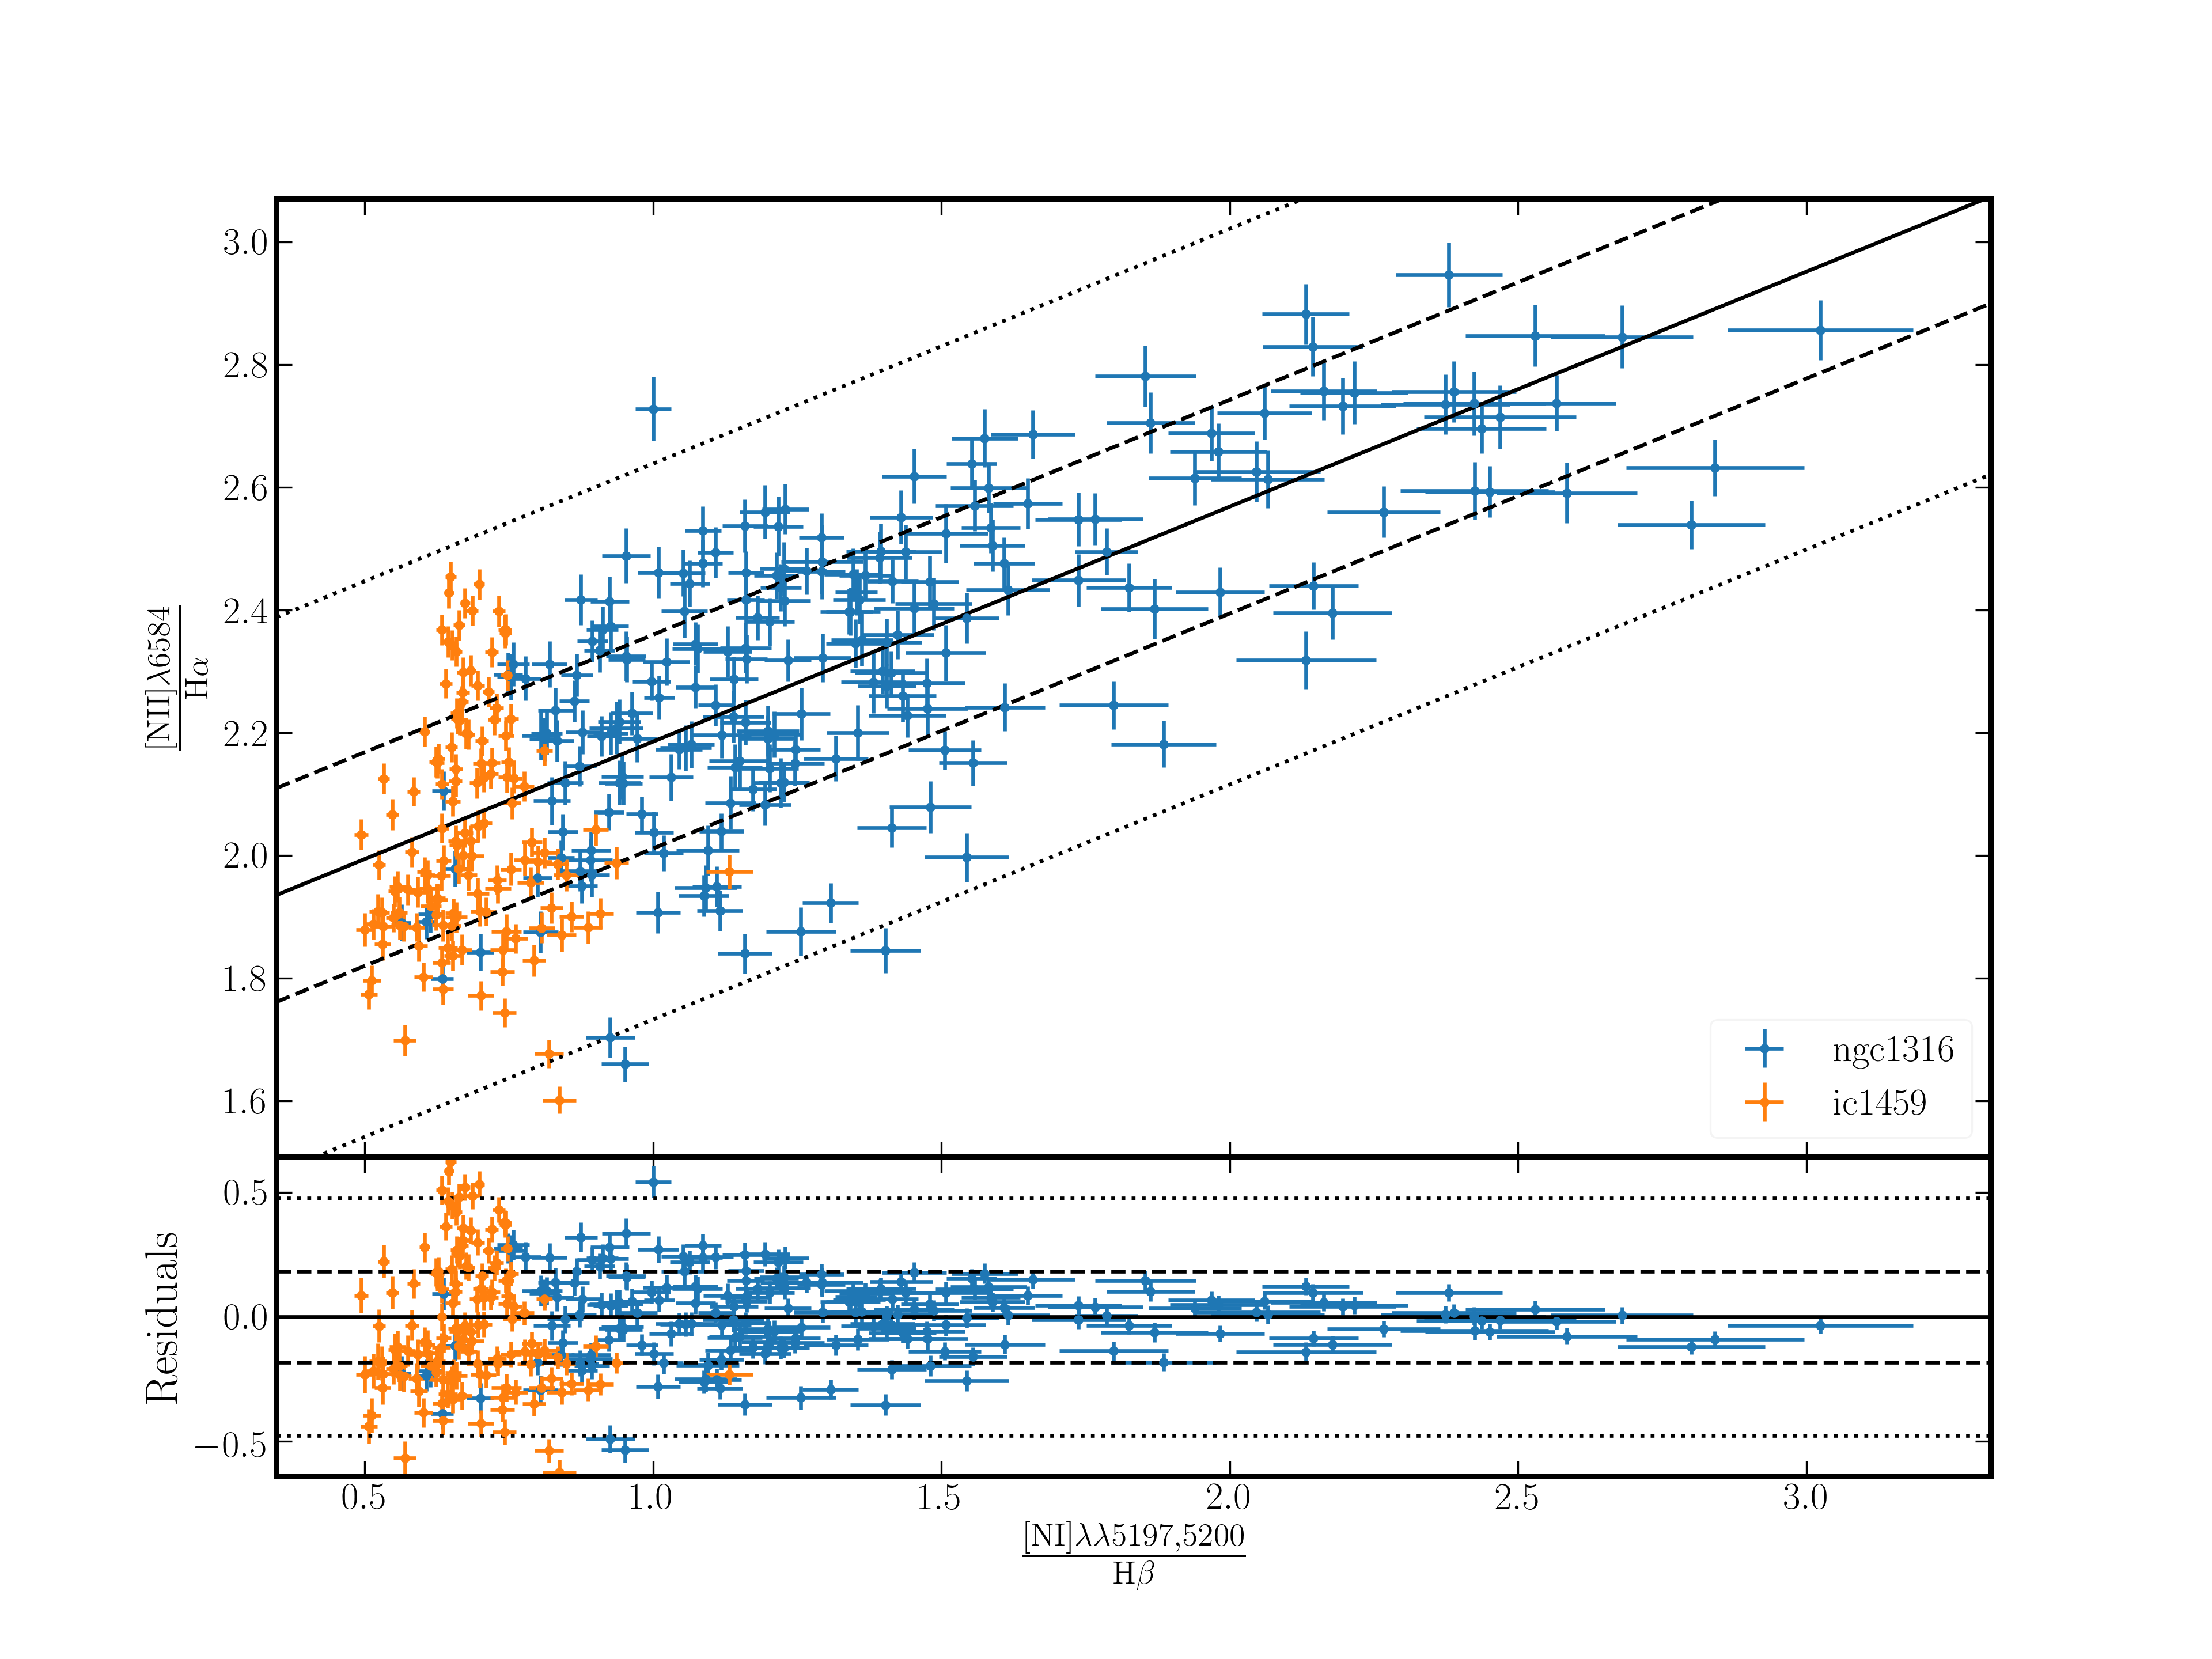 3.0
2.8
2.6
2.4
2.2
2.0
1.8
1.6
[NII]λ6584
Hα
ngc1316
ic1459
0.5
0.0
−0.5
Residuals
0.5 1.0 1.5 2.0 2.5 3.0
[NI]λλ5197,5200
Hβ